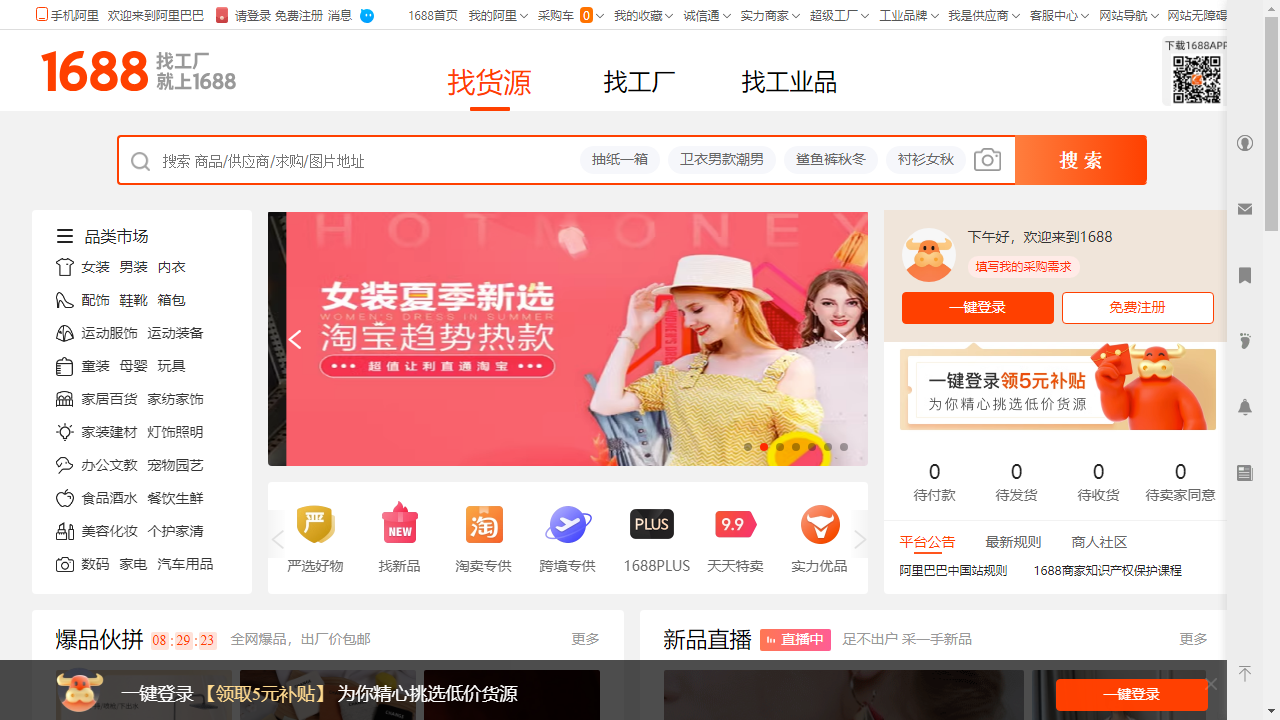 手机阿里 欢迎来到阿里巴巴 请登录 免费注册 消息 1688首页 我的阿里 采购车 0 我的收藏 诚信通 实力商家 超级工厂 工业品牌 我是供应商 客服中心 网站导航 网站无障碍
1688 找工厂
就上1688
找货源 找工厂 找工业品
下载1688APP
搜索 商品/供应商/求购/图片地址 抽纸一箱 卫衣男款潮男 鲨鱼裤秋冬 衬衫女秋 搜 索
品类市场
女装 男装 内衣
配饰 鞋靴 箱包
运动服饰 运动装备
童装 母婴 玩具
家居百货 家纺家饰
家装建材 灯饰照明
办公文教 宠物园艺
食品酒水 餐饮生鲜
美容化妆 个护家清
数码 家电 汽车用品
HOTMONEY
女装夏季新选
WOMEN'S DRESS IN SUMMER
淘宝趋势热款
超值让利直通淘宝
下午好，欢迎来到1688
填写我的采购需求
一键登录 免费注册
一键登录领5元补贴
为你精心挑选低价货源
0 0 0 0
待付款 待发货 待收货 待卖家同意
平台公告 最新规则 商人社区
阿里巴巴中国站规则 1688商家知识产权保护课程
严 NEW 淘 PLUS 9.9
严选好物 找新品 淘卖专供 跨境专供 1688PLUS 天天特卖 实力优品
爆品伙拼 08:29:23 全网爆品，出厂价包邮 更多
新品直播 直播中 足不出户 采一手新品 更多
一键登录【领取5元补贴】为你精心挑选低价货源 一键登录